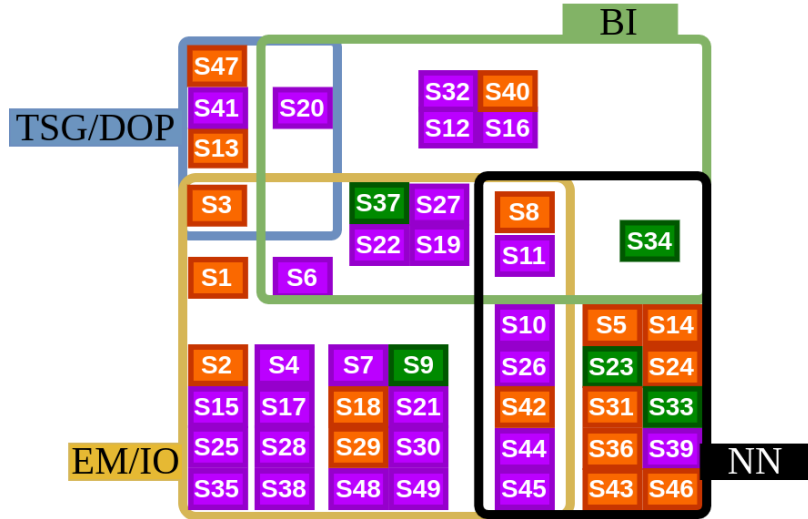 BI
S47
S41 S20 S32 S40
TSG/DOP S12 S16
S13
S3 S37 S27 S8
S22 S19 S11 S34
S1 S6
S10 S5 S14
S2 S4 S7 S9 S26 S23 S24
S15 S17 S18 S21 S42 S31 S33
EM/IO S25 S28 S29 S30 S44 S36 S39 NN
S35 S38 S48 S49 S45 S43 S46